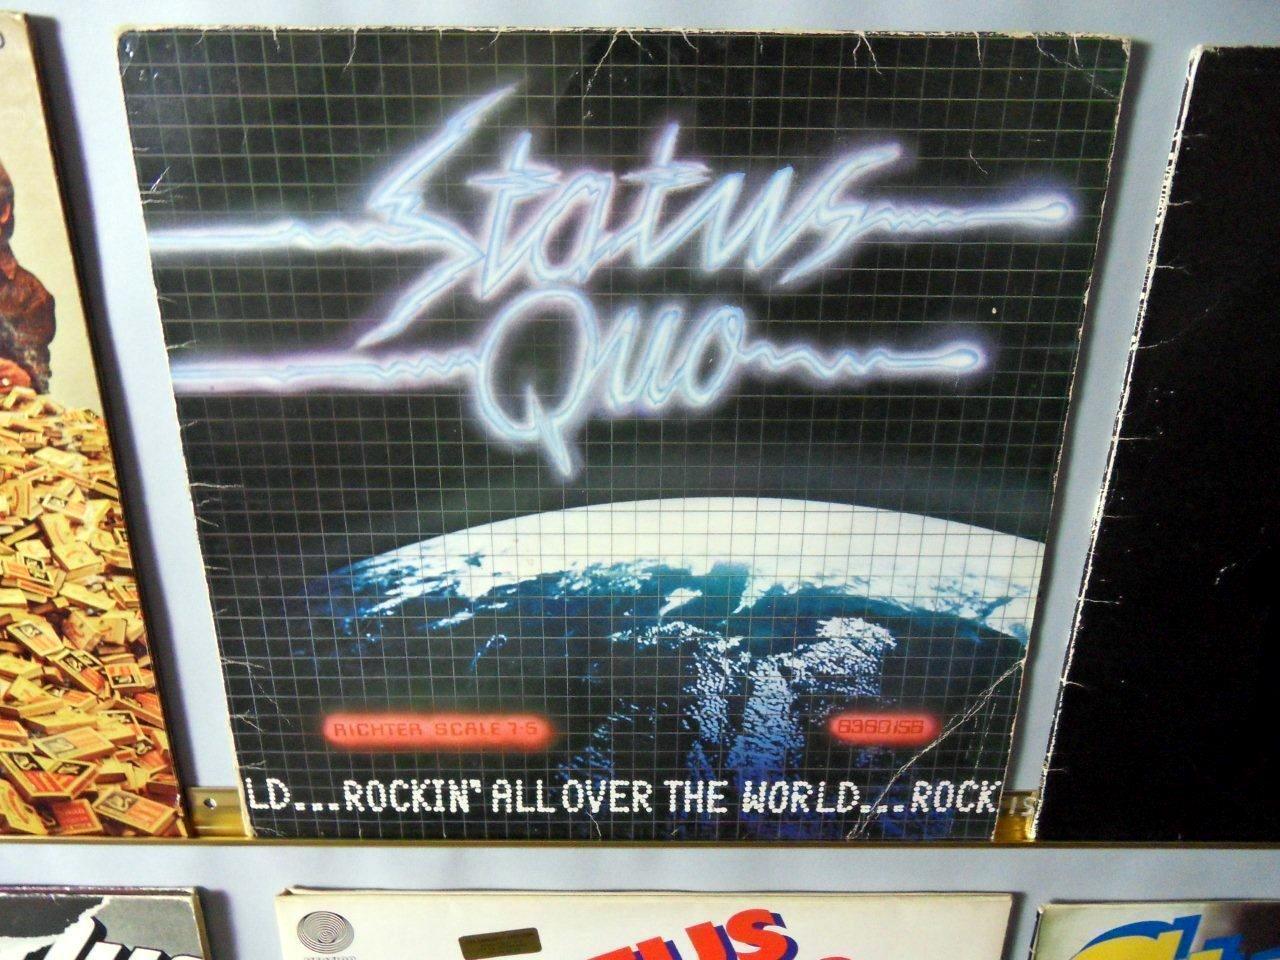 Status
Quo
RICHTER SCALE 7·5
6360156
LD...ROCKIN' ALL OVER THE WORLD...ROCK